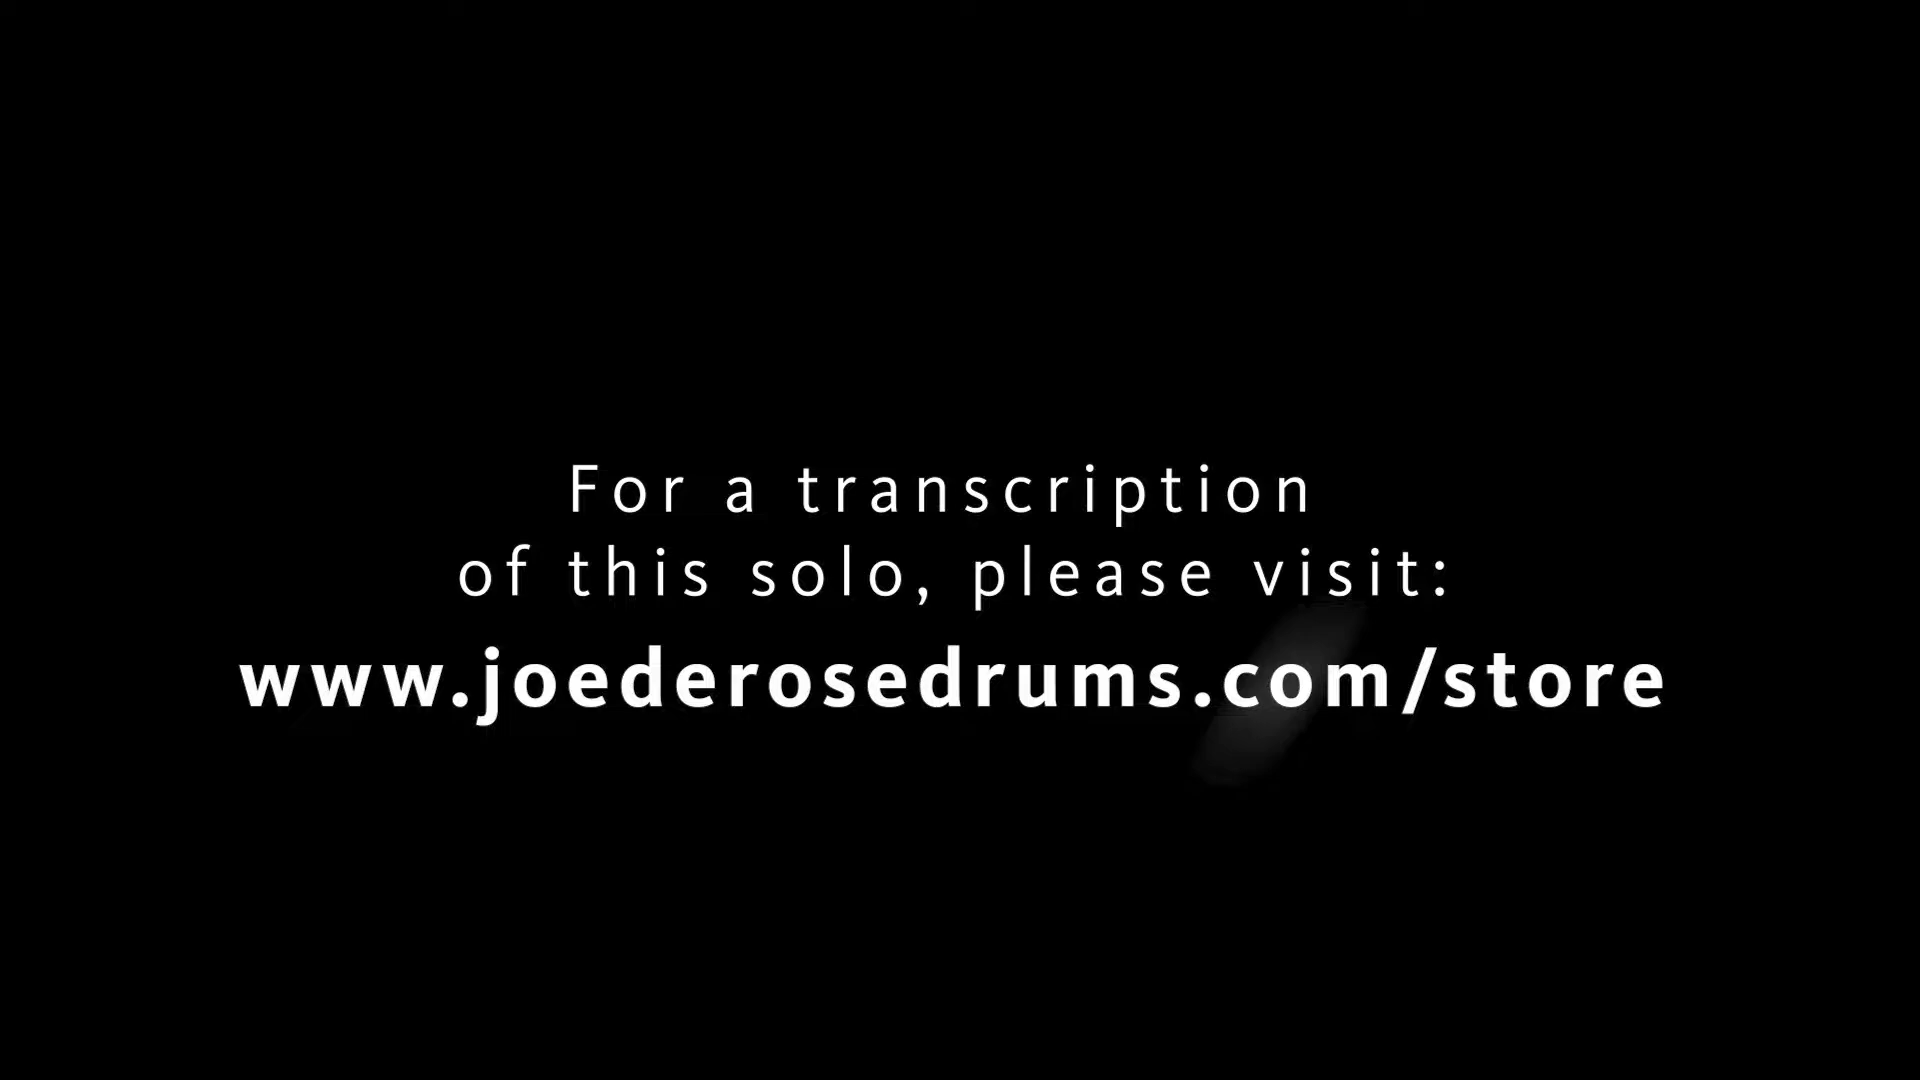 For a transcription
of this solo, please visit:
www.joederosedrums.com/store